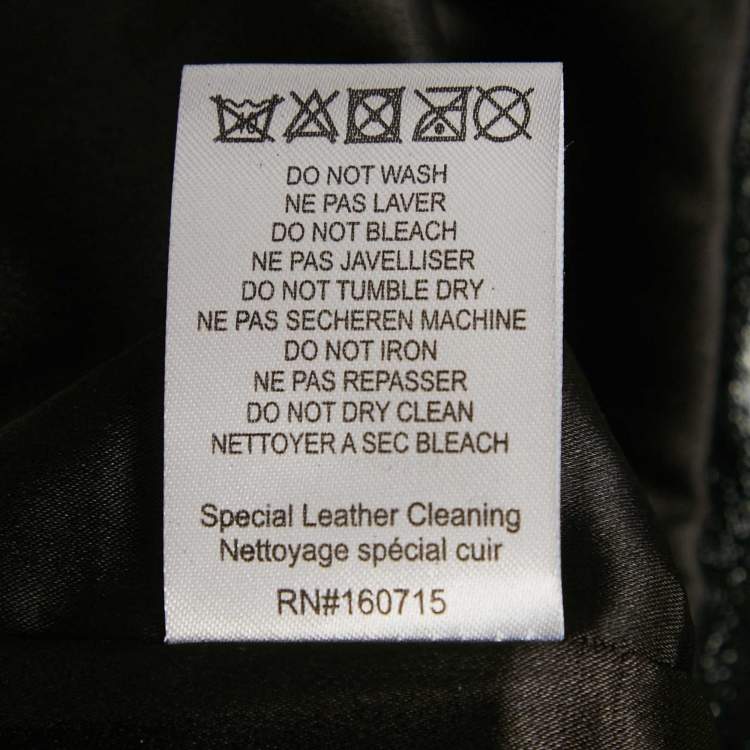 DO NOT WASH
NE PAS LAVER
DO NOT BLEACH
NE PAS JAVELLISER
DO NOT TUMBLE DRY
NE PAS SECHEREN MACHINE
DO NOT IRON
NE PAS REPASSER
DO NOT DRY CLEAN
NETTOYER A SEC BLEACH
Special Leather Cleaning
Nettoyage spécial cuir
RN#160715